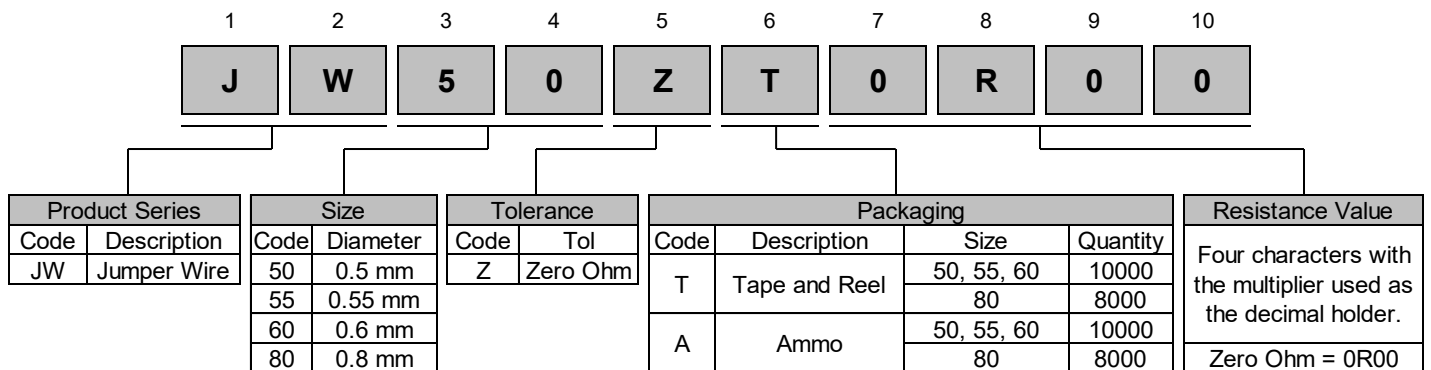 1 2 3 4 5 6 7 8 9 10
J W 5 0 Z T 0 R 0 0
Product Series
Code Description
JW Jumper Wire
Size
Code Diameter
50 0.5 mm
55 0.55 mm
60 0.6 mm
80 0.8 mm
Tolerance
Code Tol
Z Zero Ohm
Packaging
Code Description Size Quantity
T Tape and Reel 50, 55, 60 10000
80 8000
A Ammo 50, 55, 60 10000
80 8000
Resistance Value
Four characters with
the multiplier used as
the decimal holder.
Zero Ohm = 0R00